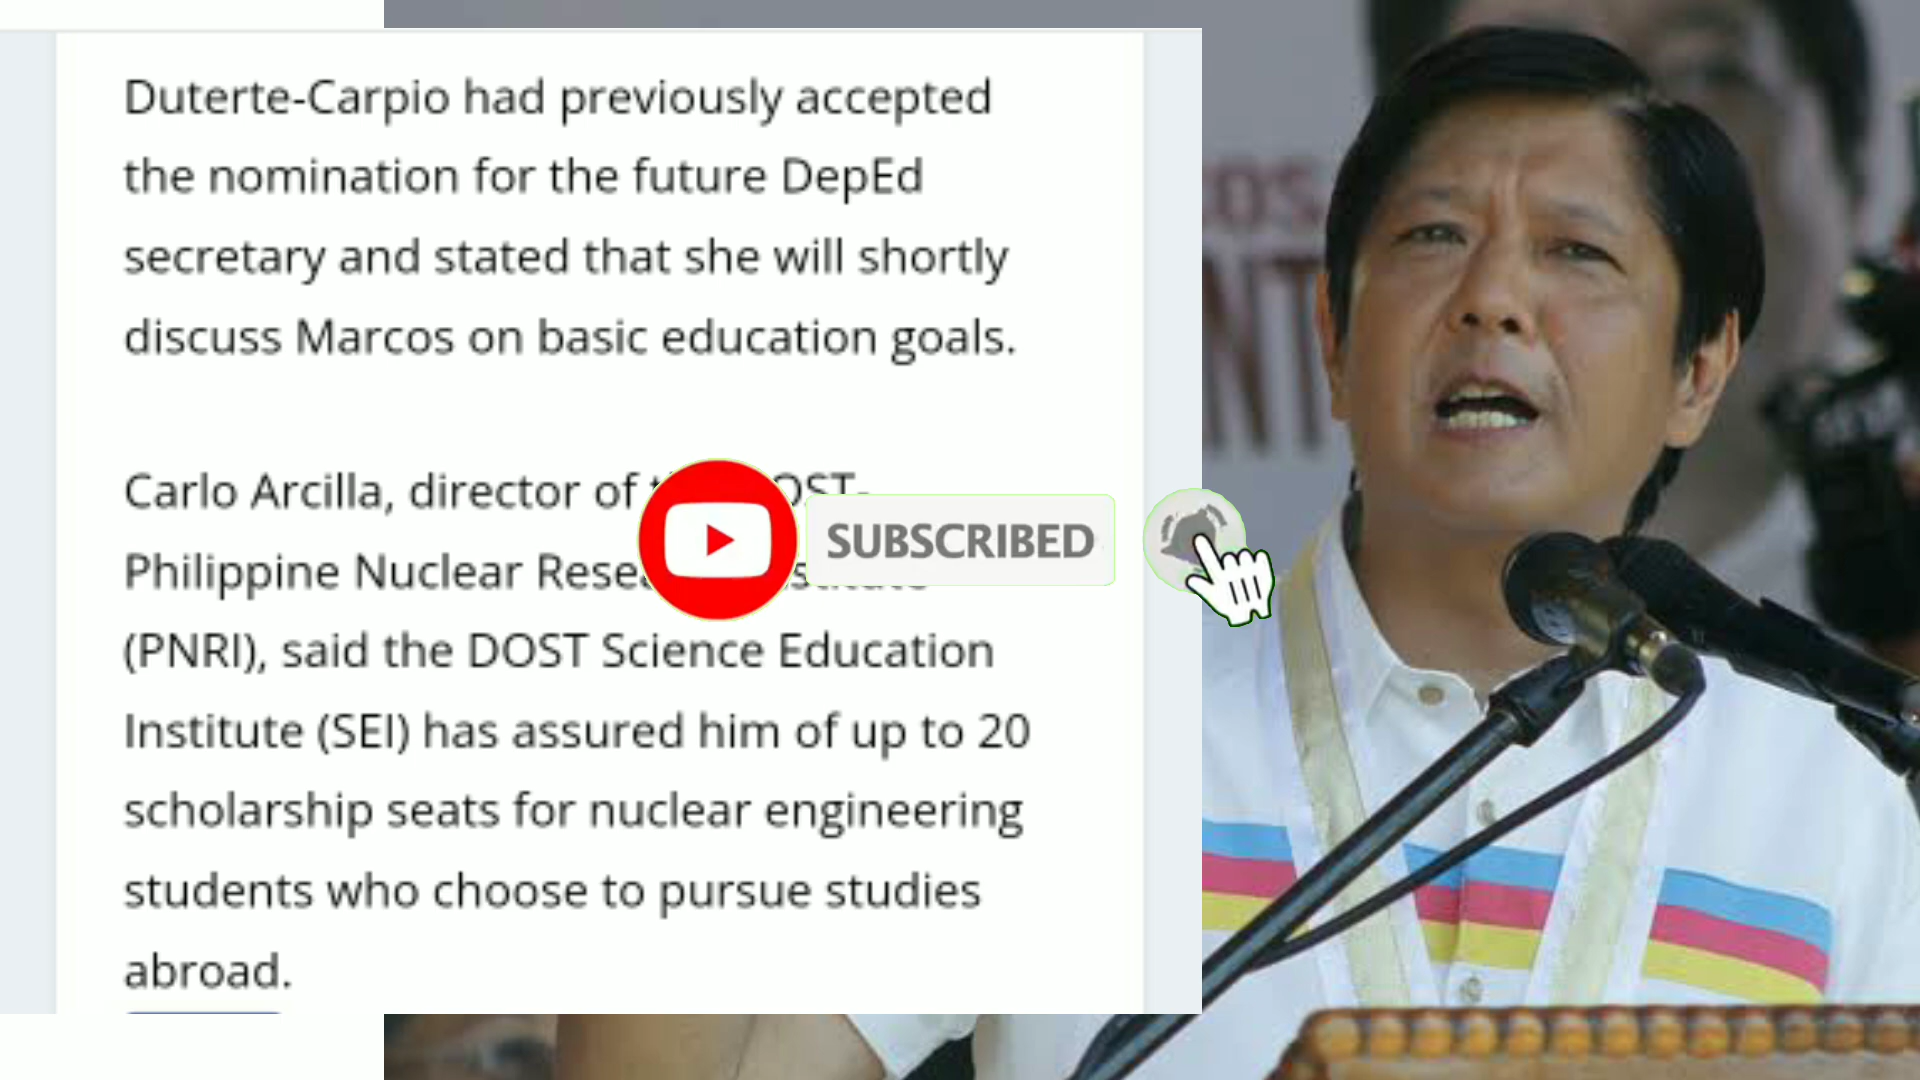 Duterte-Carpio had previously accepted
the nomination for the future DepEd
secretary and stated that she will shortly
discuss Marcos on basic education goals.
Carlo Arcilla, director of
Philippine Nuclear
SUBSCRIBED
(PNRI), said the DOST Science Education
Institute (SEI) has assured him of up to 20
scholarship seats for nuclear engineering
students who choose to pursue studies
abroad.